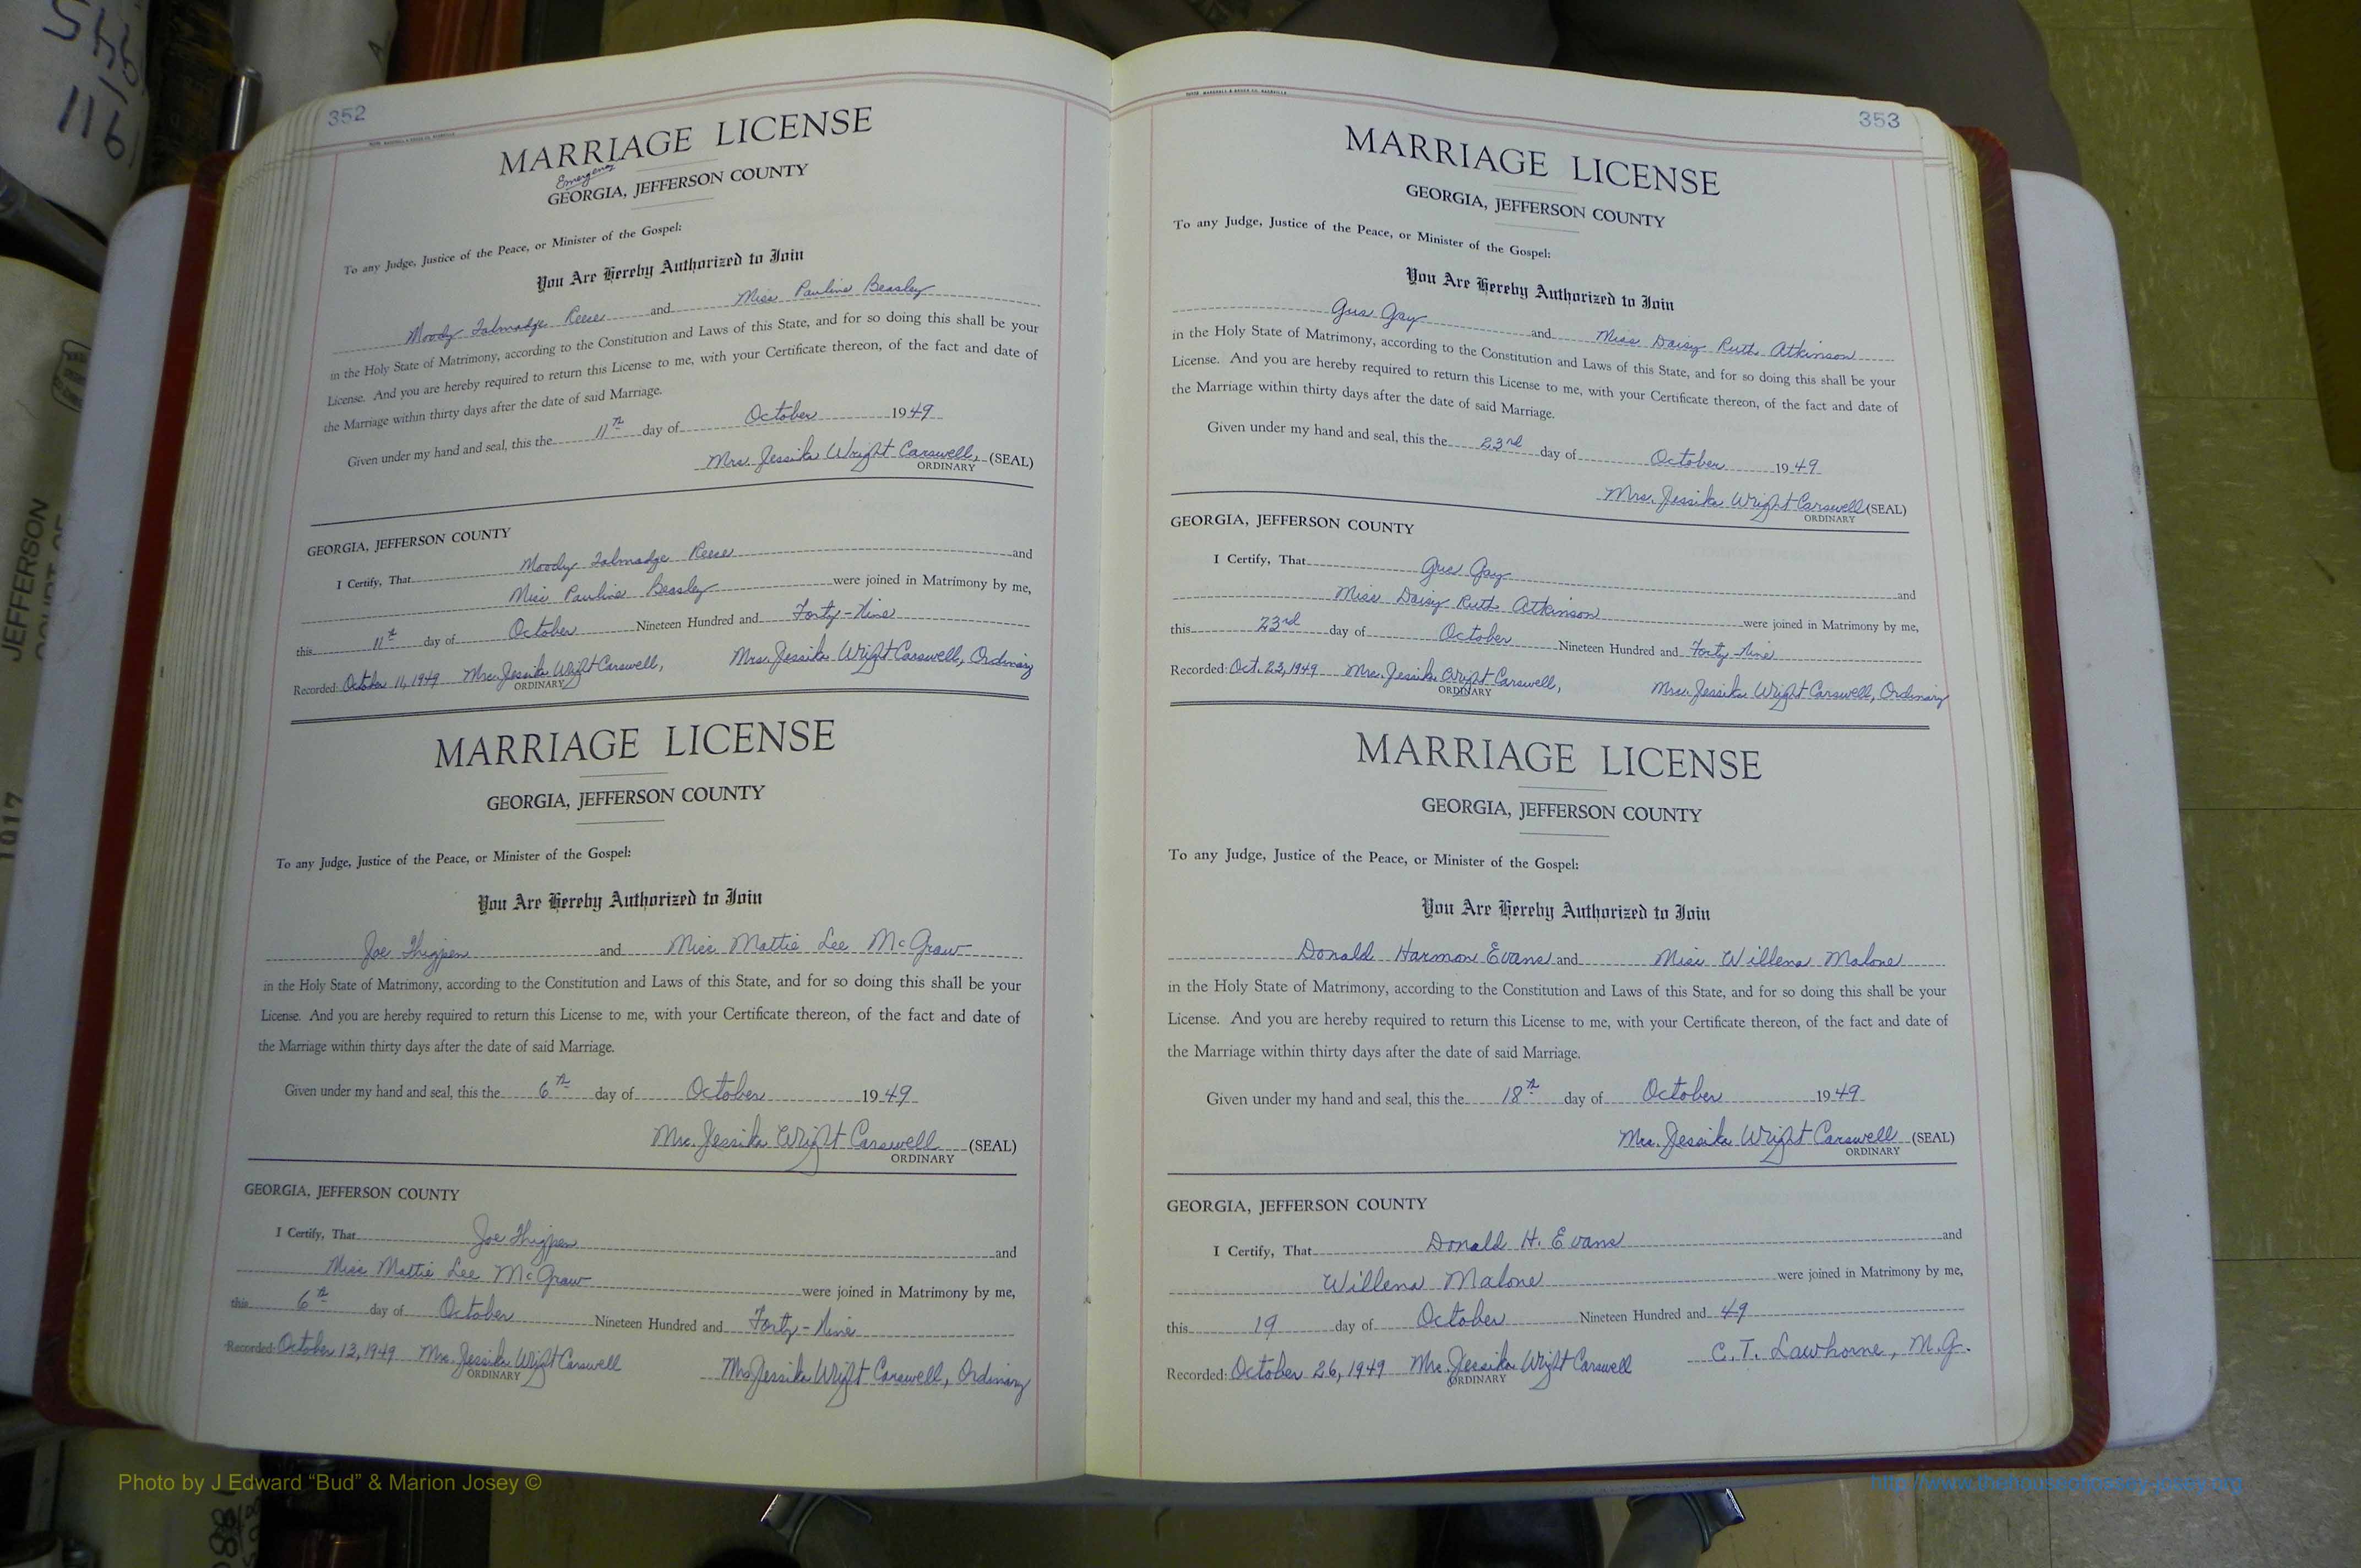 352
MARRIAGE LICENSE
Emergency
GEORGIA, JEFFERSON COUNTY
To any Judge, Justice of the Peace, or Minister of the Gospel:
You Are Hereby Authorized to Join
Moody Talmadge Reese and Miss Pauline Beasley
in the Holy State of Matrimony, according to the Constitution and Laws of this State, and for so doing this shall be your
License. And you are hereby required to return this License to me, with your Certificate thereon, of the fact and date of
the Marriage within thirty days after the date of said Marriage.
Given under my hand and seal, this the 11th day of October 1949
Mrs. Jessika Wright Carswell, (SEAL)
ORDINARY
GEORGIA, JEFFERSON COUNTY
I Certify, That Moody Talmadge Reese and
Miss Pauline Beasley were joined in Matrimony by me,
this 11th day of October Nineteen Hundred and Forty-Nine
Recorded: October 11, 1949 Mrs. Jessika Wright Carswell, Mrs. Jessika Wright Carswell, Ordinary
ORDINARY
MARRIAGE LICENSE
GEORGIA, JEFFERSON COUNTY
To any Judge, Justice of the Peace, or Minister of the Gospel:
You Are Hereby Authorized to Join
Joe Thigpen and Miss Mattie Lee McGraw
in the Holy State of Matrimony, according to the Constitution and Laws of this State, and for so doing this shall be your
License. And you are hereby required to return this License to me, with your Certificate thereon, of the fact and date of
the Marriage within thirty days after the date of said Marriage.
Given under my hand and seal, this the 6th day of October 1949
Mrs. Jessika Wright Carswell (SEAL)
ORDINARY
GEORGIA, JEFFERSON COUNTY
I Certify, That Joe Thigpen and
Miss Mattie Lee McGraw were joined in Matrimony by me,
this 6th day of October Nineteen Hundred and Forty-Nine
Recorded: October 13, 1949 Mrs. Jessika Wright Carswell Mrs Jessika Wright Carswell, Ordinary
ORDINARY
353
MARRIAGE LICENSE
GEORGIA, JEFFERSON COUNTY
To any Judge, Justice of the Peace, or Minister of the Gospel:
You Are Hereby Authorized to Join
Gus Gay and Miss Daisy Ruth Atkinson
in the Holy State of Matrimony, according to the Constitution and Laws of this State, and for so doing this shall be your
License. And you are hereby required to return this License to me, with your Certificate thereon, of the fact and date of
the Marriage within thirty days after the date of said Marriage.
Given under my hand and seal, this the 23rd day of October 1949
Mrs. Jessika Wright Carswell (SEAL)
ORDINARY
GEORGIA, JEFFERSON COUNTY
I Certify, That Gus Gay and
Miss Daisy Ruth Atkinson were joined in Matrimony by me,
this 23rd day of October Nineteen Hundred and Forty Nine
Recorded: Oct. 23, 1949 Mrs. Jessika Wright Carswell, Mrs. Jessika Wright Carswell, Ordinary
ORDINARY
MARRIAGE LICENSE
GEORGIA, JEFFERSON COUNTY
To any Judge, Justice of the Peace, or Minister of the Gospel:
You Are Hereby Authorized to Join
Donald Harmon Evans and Miss Willena Malone
in the Holy State of Matrimony, according to the Constitution and Laws of this State, and for so doing this shall be your
License. And you are hereby required to return this License to me, with your Certificate thereon, of the fact and date of
the Marriage within thirty days after the date of said Marriage.
Given under my hand and seal, this the 18th day of October 1949
Mrs. Jessika Wright Carswell (SEAL)
ORDINARY
GEORGIA, JEFFERSON COUNTY
I Certify, That Donald H. Evans and
Willena Malone were joined in Matrimony by me,
this 19 day of October Nineteen Hundred and 49
C. T. Lawhorne, M.G.
Recorded: October 26, 1949 Mrs. Jessika Wright Carswell
ORDINARY
JEFFERSON
1017
Photo by J Edward “Bud” & Marion Josey ©
http://www.thehouseofjossey-josey.org